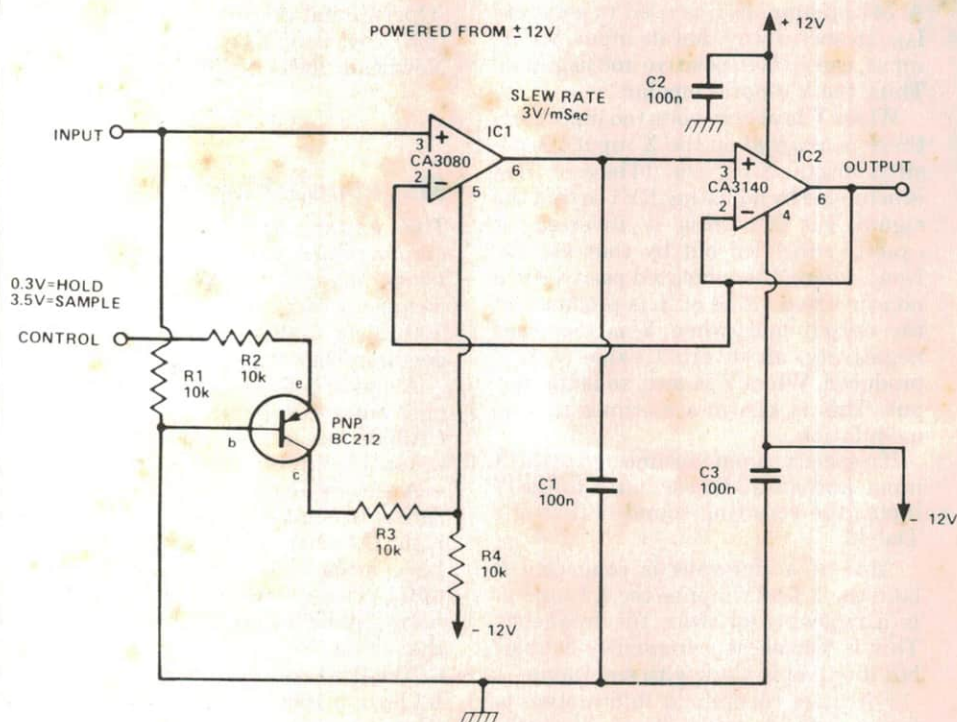 POWERED FROM ± 12V
+ 12V
C2
100n
SLEW RATE
3V/mSec
INPUT
+
3
CA3080
2
−
IC1
6
5
+
3
CA3140
2
−
IC2
6
4
OUTPUT
0.3V=HOLD
3.5V=SAMPLE
CONTROL
R1
10k
R2
10k
e
b
c
PNP
BC212
R3
10k
R4
10k
− 12V
C1
100n
C3
100n
− 12V